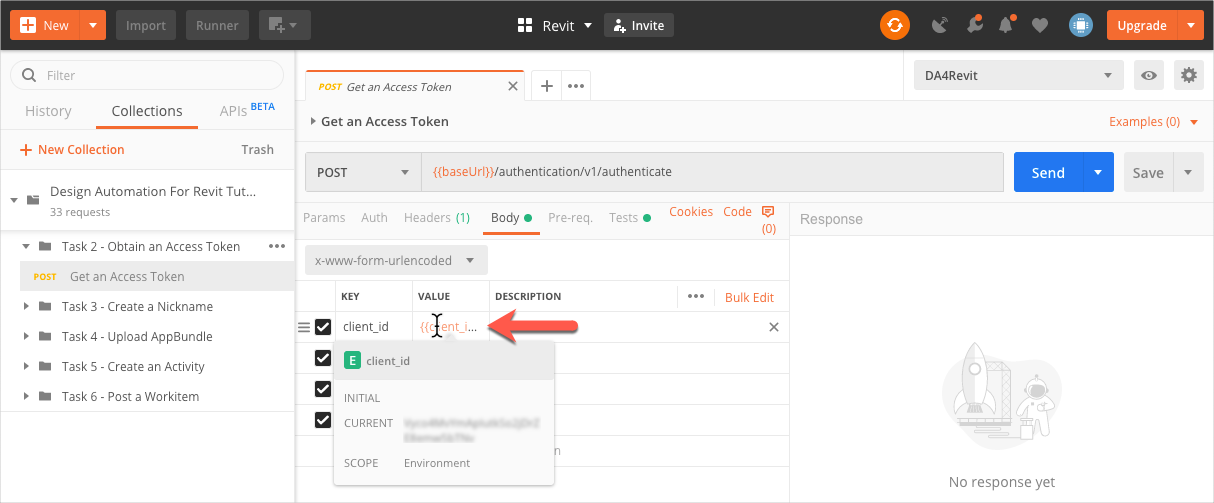 New
Import
Runner
Revit
Invite
Upgrade
Filter
History
Collections
APIs BETA
New Collection
Trash
Design Automation For Revit Tut...
33 requests
Task 2 - Obtain an Access Token
POST Get an Access Token
Task 3 - Create a Nickname
Task 4 - Upload AppBundle
Task 5 - Create an Activity
Task 6 - Post a Workitem
POST Get an Access Token
DA4Revit
Get an Access Token
Examples (0)
POST
{{baseUrl}}/authentication/v1/authenticate
Send
Save
Params
Auth
Headers (1)
Body
Pre-req.
Tests
Cookies
Code
(0)
Response
x-www-form-urlencoded
KEY
VALUE
DESCRIPTION
Bulk Edit
client_id
E client_id
INITIAL
CURRENT
SCOPE Environment
No response yet